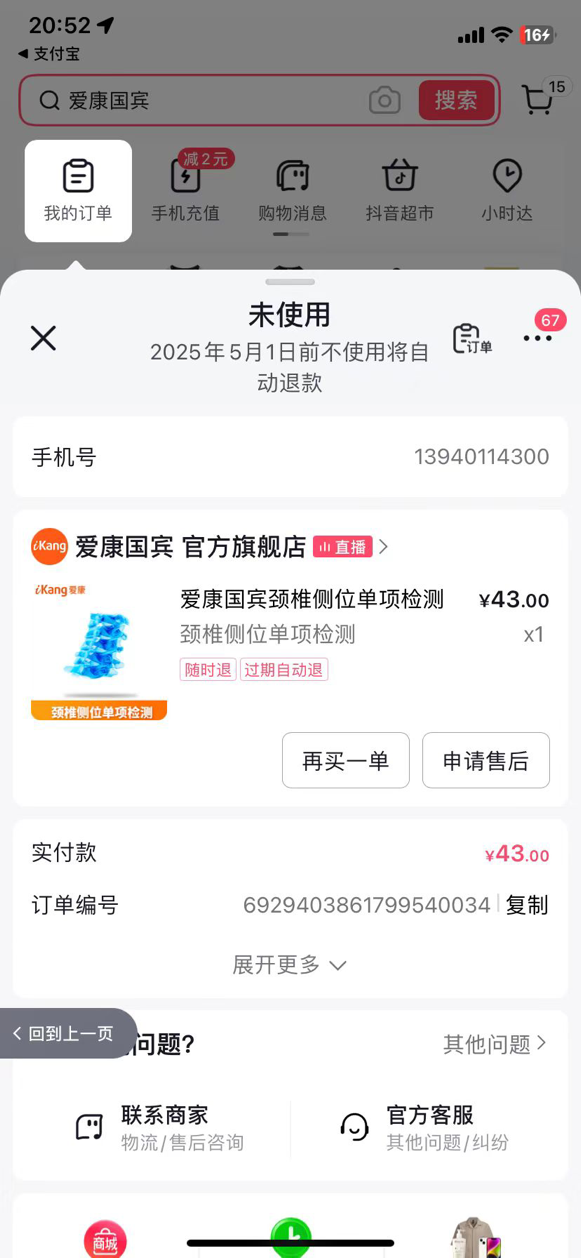 20:52
16
支付宝
爱康国宾
搜索
15
减2元
我的订单
手机充值
购物消息
抖音超市
小时达
未使用
订单
67
2025年5月1日前不使用将自
动退款
手机号
13940114300
iKang
爱康国宾 官方旗舰店
直播
iKang爱康
颈椎侧位单项检测
爱康国宾颈椎侧位单项检测
¥43.00
颈椎侧位单项检测
x1
随时退
过期自动退
再买一单
申请售后
实付款
¥43.00
订单编号
6929403861799540034
复制
展开更多
回到上一页
问题?
其他问题
联系商家
物流/售后咨询
官方客服
其他问题/纠纷
商城